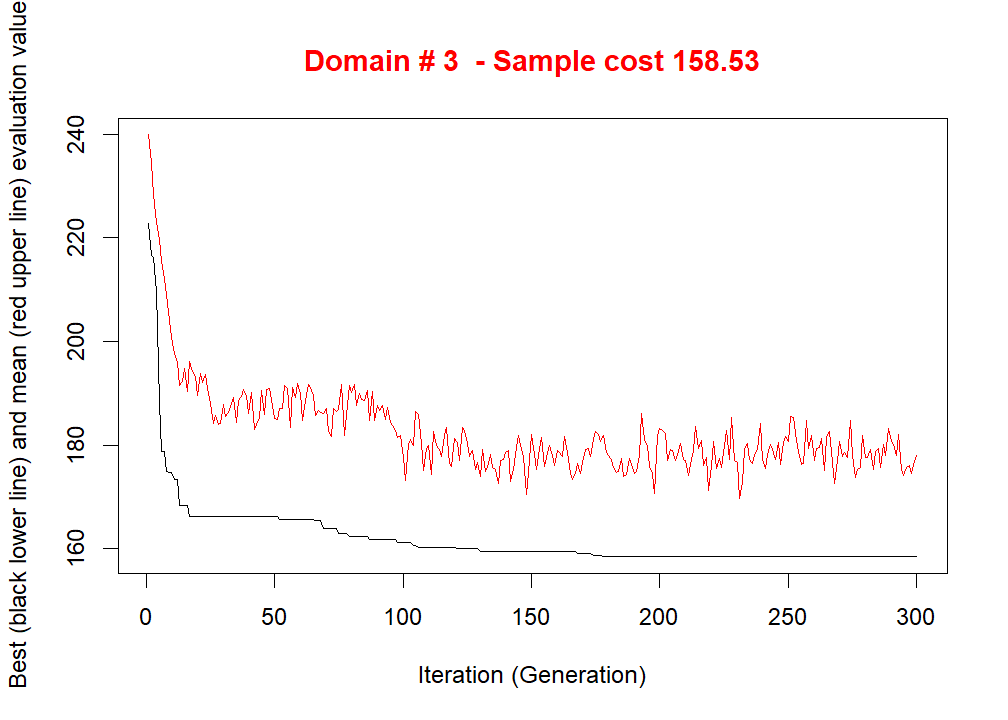 Domain # 3  - Sample cost 158.53
Best (black lower line) and mean (red upper line) evaluation value
240
220
200
180
160
0 50 100 150 200 250 300
Iteration (Generation)